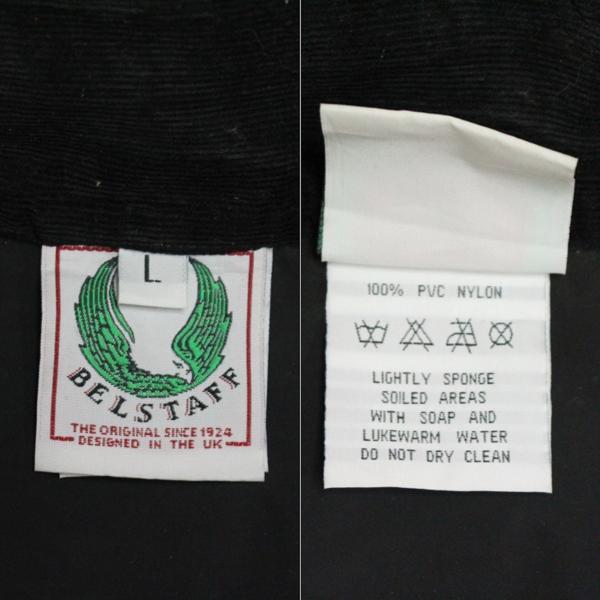 L
BELSTAFF
THE ORIGINAL SINCE 1924
DESIGNED IN THE UK
100% PVC NYLON
LIGHTLY SPONGE
SOILED AREAS
WITH SOAP AND
LUKEWARM WATER
DO NOT DRY CLEAN